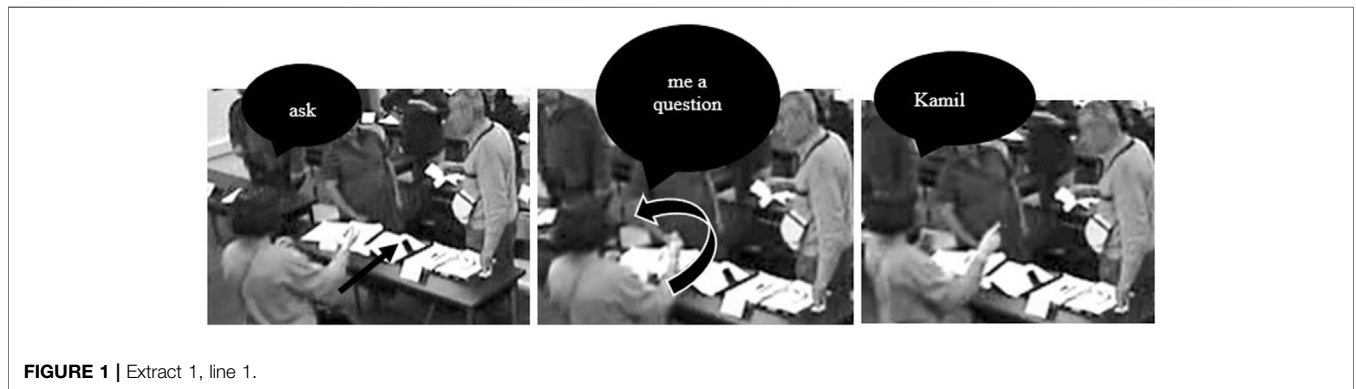 ask
me a
question
Kamil
FIGURE 1 | Extract 1, line 1.